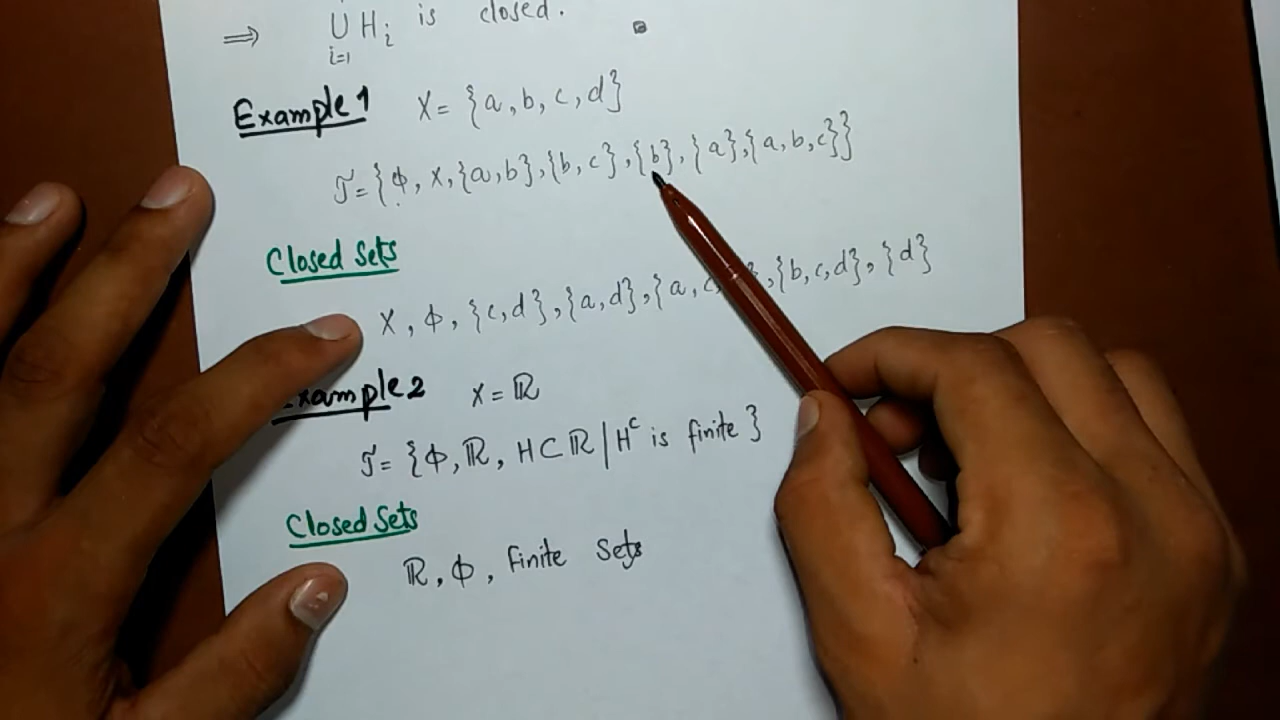 ⇒ ⋃ H_i is closed.
i=1
Example 1 X = {a, b, c, d}
𝒯 = {Φ, X, {a, b}, {b, c}, {b}, {a}, {a, b, c}}
Closed Sets
X, Φ, {c, d}, {a, d}, {a, c, }, {b, c, d}, {d}
xample 2 X = ℝ
𝒯 = {Φ, ℝ, H⊂ℝ | H^c is finite}
Closed Sets
ℝ, Φ, finite sets